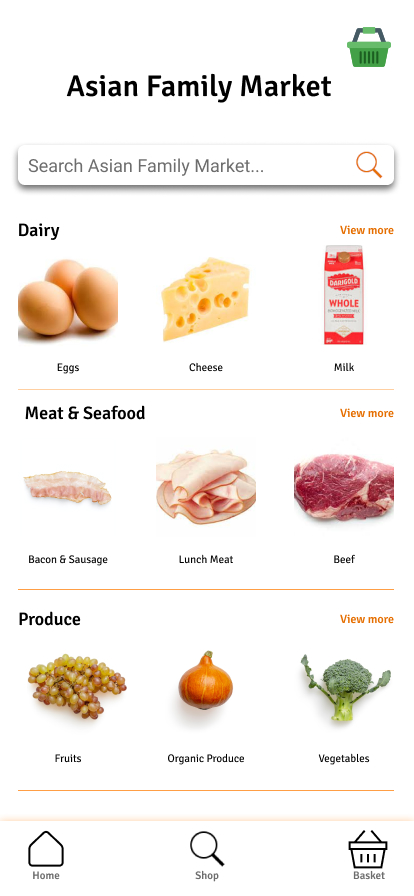 Asian Family Market
Search Asian Family Market...
Dairy
View more
DARIGOLD
WHOLE
Eggs
Cheese
Milk
Meat & Seafood
View more
Bacon & Sausage
Lunch Meat
Beef
Produce
View more
Fruits
Organic Produce
Vegetables
Home
Shop
Basket